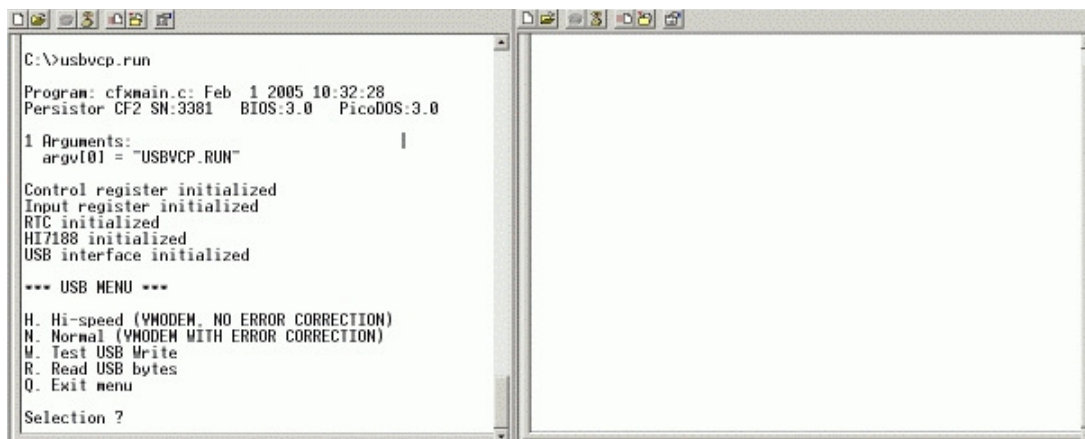 C:\>usbvcp.run
Program: cfxmain.c: Feb 1 2005 10:32:28
Persistor CF2 SN:3381 BIOS:3.0 PicoDOS:3.0
1 Arguments:
argv[0] = "USBVCP.RUN"
Control register initialized
Input register initialized
RTC initialized
HI7188 initialized
USB interface initialized
*** USB MENU ***
H. Hi-speed (YMODEM, NO ERROR CORRECTION)
N. Normal (YMODEM WITH ERROR CORRECTION)
W. Test USB Write
R. Read USB bytes
Q. Exit menu
Selection ?